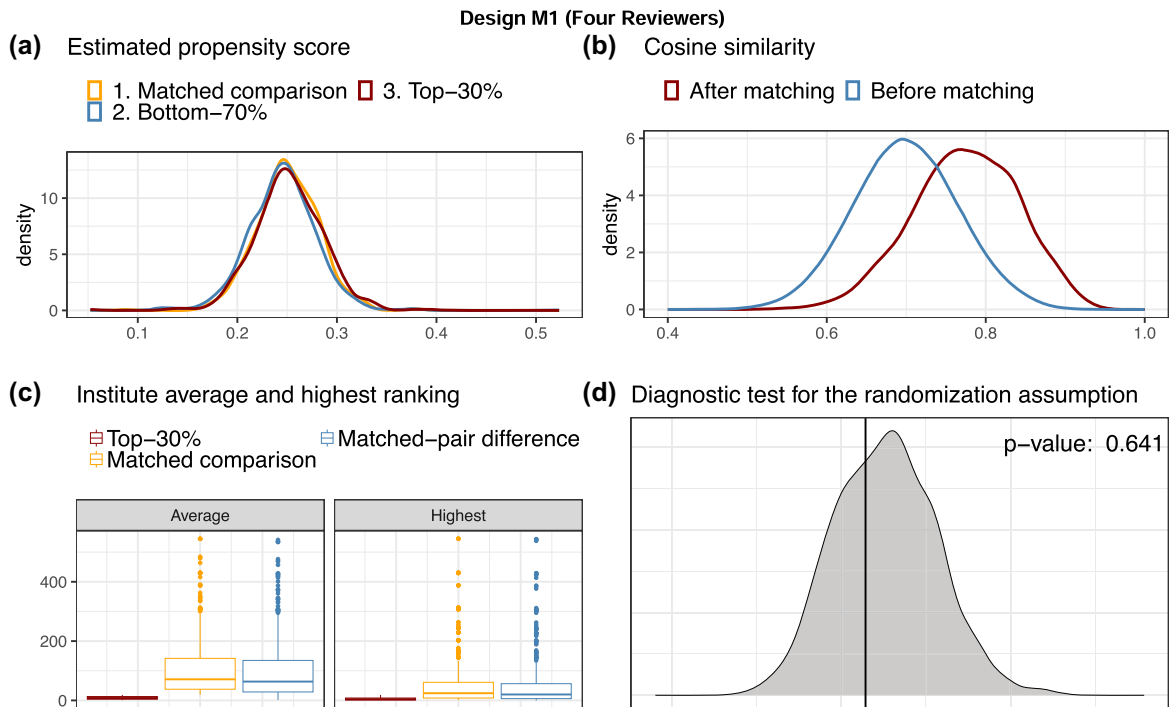 Design M1 (Four Reviewers)
(a) Estimated propensity score
1. Matched comparison 3. Top−30%
2. Bottom−70%
density
10
5
0
0.1 0.2 0.3 0.4 0.5
(b) Cosine similarity
After matching Before matching
density
6
4
2
0
0.4 0.6 0.8 1.0
(c) Institute average and highest ranking
Top−30% Matched−pair difference
Matched comparison
Average Highest
400
200
0
(d) Diagnostic test for the randomization assumption
p−value: 0.641